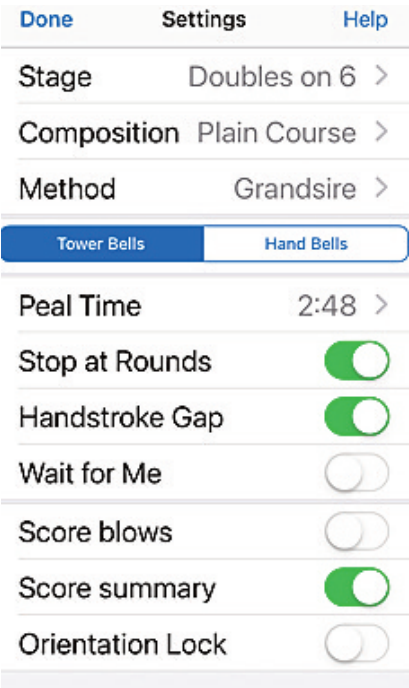 Done Settings Help
Stage Doubles on 6
Composition Plain Course
Method Grandsire
Tower Bells Hand Bells
Peal Time 2:48
Stop at Rounds
Handstroke Gap
Wait for Me
Score blows
Score summary
Orientation Lock